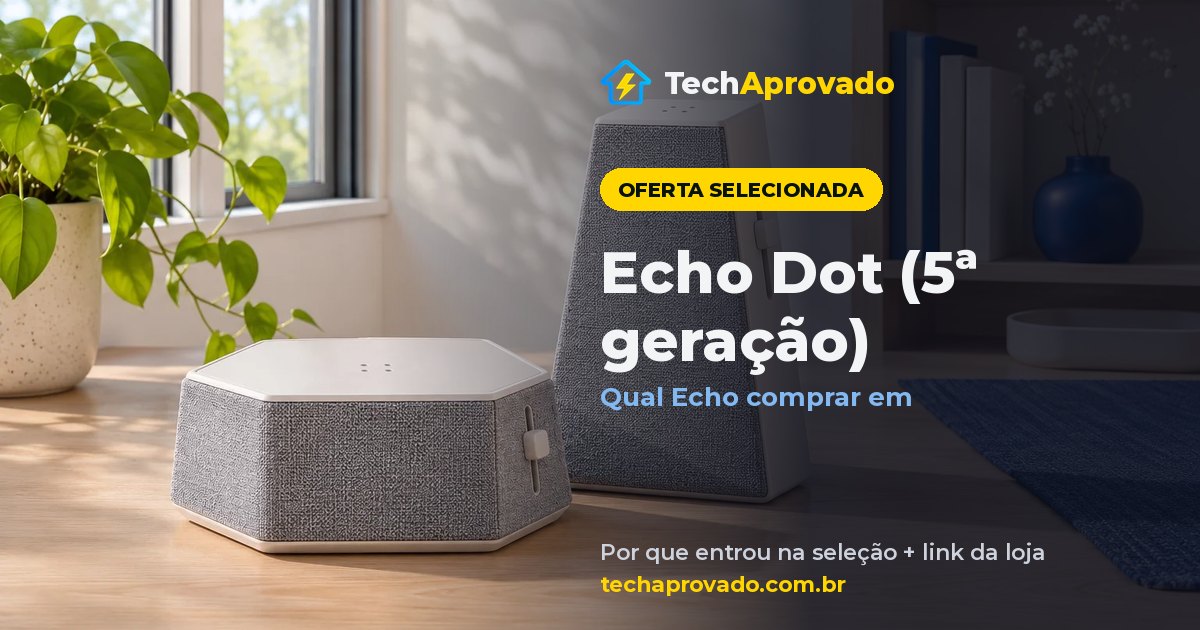 TechAprovado
OFERTA SELECIONADA
Echo Dot (5ª
geração)
Qual Echo comprar em
Por que entrou na seleção + link da loja
techaprovado.com.br